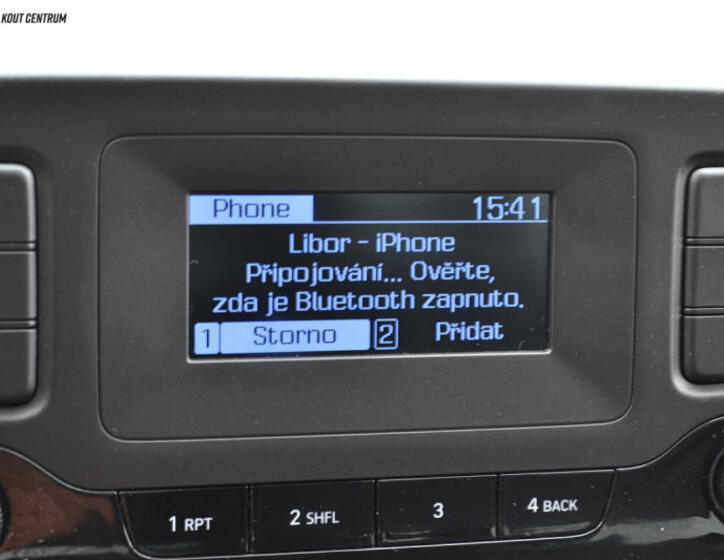 KOUT CENTRUM
Phone 15:41
Libor - iPhone
Připojování... Ověřte,
zda je Bluetooth zapnuto.
1 Storno 2 Přidat
1 RPT 2 SHFL 3 4 BACK